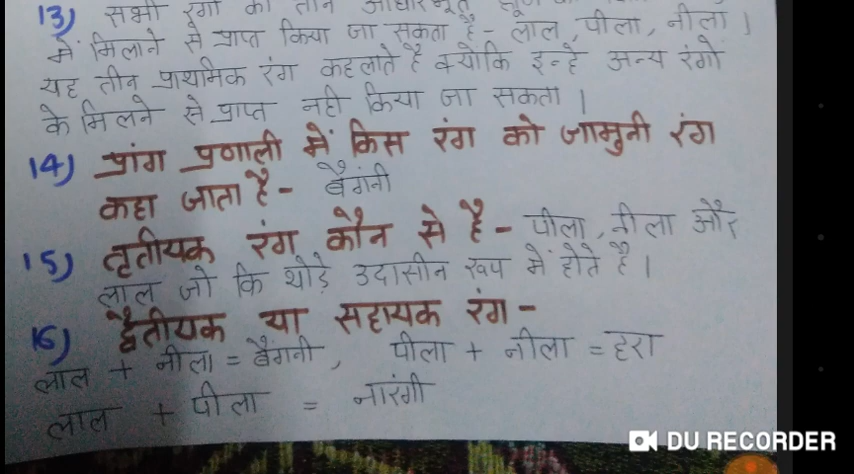 13) सभी रंगों को तीन आधारभूत
में मिलाने से प्राप्त किया जा सकता है - लाल, पीला, नीला।
यह तीन प्राथमिक रंग कहलाते है क्योकि इन्हे अन्य रंगो
के मिलने से प्राप्त नही किया जा सकता।
14) प्रांग प्रणाली में किस रंग को जामुनी रंग
कहा जाता है - बैगंनी
15) तृतीयक रंग कौन से है - पीला, नीला और
लाल जो कि थोड़े उदासीन रूप में होते है।
16) द्वैतीयक या सहायक रंग -
लाल + नीला = बैंगनी, पीला + नीला = हरा
लाल + पीला = नारंगी
DU RECORDER